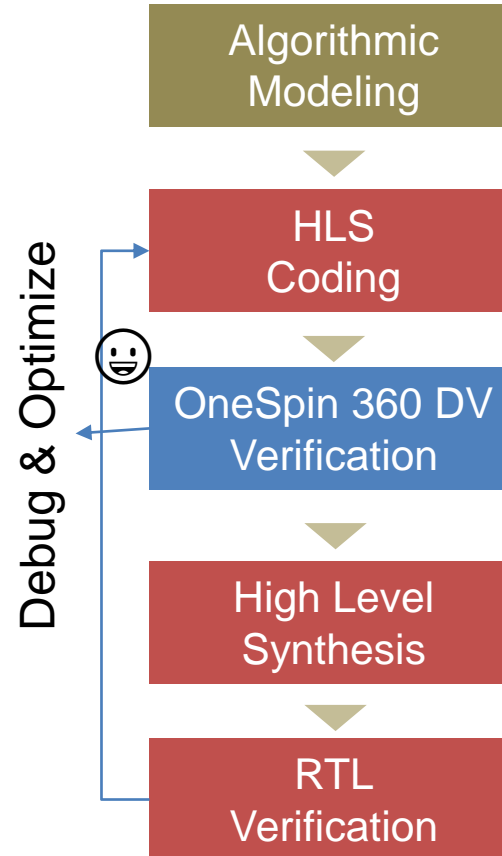 Algorithmic
Modeling
HLS
Coding
Debug & Optimize
OneSpin 360 DV
Verification
High Level
Synthesis
RTL
Verification